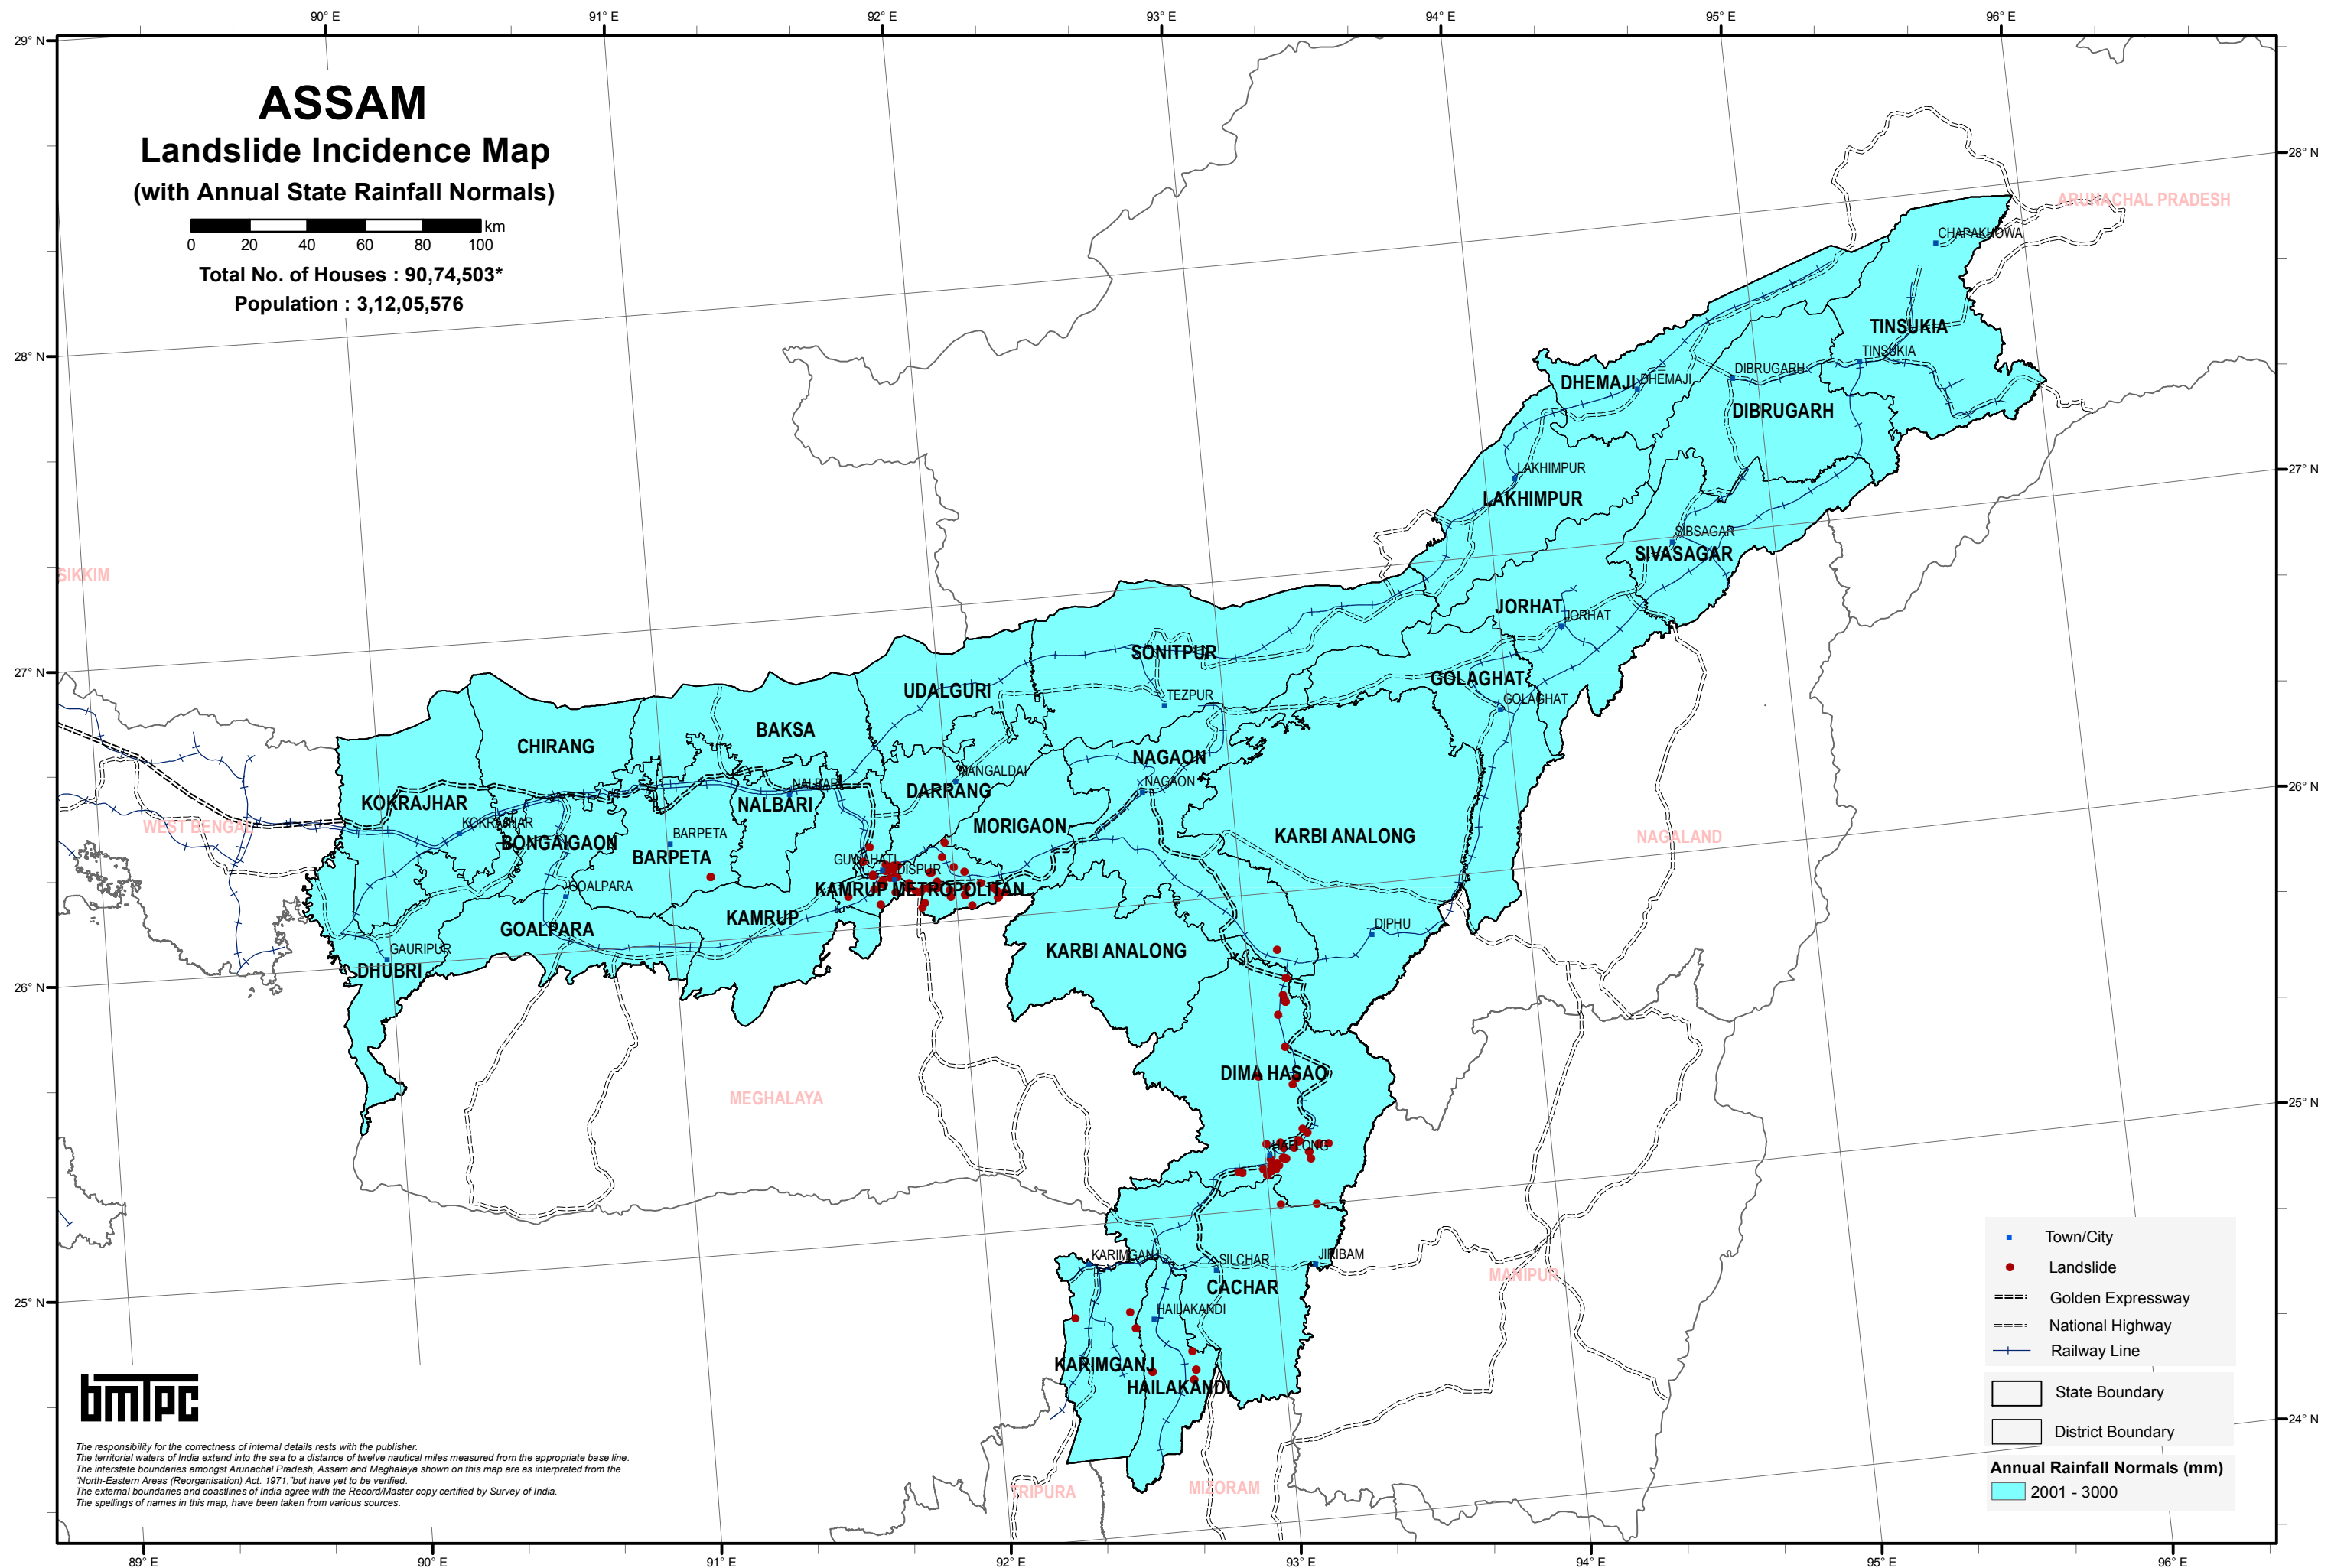 90° E 91° E 92° E 93° E 94° E 95° E 96° E
29° N
ASSAM
Landslide Incidence Map
(with Annual State Rainfall Normals)
km
0 20 40 60 80 100
Total No. of Houses : 90,74,503*
Population : 3,12,05,576
28° N
ARUNACHAL PRADESH
CHAPAKHOWA
TINSUKIA
TINSUKIA
28° N
DIBRUGARH
DHEMAJI
DHEMAJI
DIBRUGARH
LAKHIMPUR
27° N
LAKHIMPUR
SIBSAGAR
SIVASAGAR
SIKKIM
JORHAT
JORHAT
SONITPUR
27° N
GOLAGHAT
UDALGURI
TEZPUR
GOLAGHAT
BAKSA
CHIRANG
NAGAON
MANGALDAI
NAGAON
NALBARI
26° N
DARRANG
KOKRAJHAR
NALBARI
KOKRAJHAR
WEST BENGAL
MORIGAON
BARPETA
KARBI ANALONG
NAGALAND
BONGAIGAON
BARPETA
GUWAHATI
DISPUR
GOALPARA
KAMRUP METROPOLITAN
KAMRUP
DIPHU
GOALPARA
GAURIPUR
KARBI ANALONG
DHUBRI
26° N
DIMA HASAO
MEGHALAYA
25° N
HAFLONG
KARIMGANJ
SILCHAR
JIRIBAM
MANIPUR
CACHAR
25° N
HAILAKANDI
KARIMGANJ
HAILAKANDI
24° N
TRIPURA
MIZORAM
Town/City
Landslide
Golden Expressway
National Highway
Railway Line
State Boundary
District Boundary
Annual Rainfall Normals (mm)
2001 - 3000
bmTPC
The responsibility for the correctness of internal details rests with the publisher.
The territorial waters of India extend into the sea to a distance of twelve nautical miles measured from the appropriate base line.
The interstate boundaries amongst Arunachal Pradesh, Assam and Meghalaya shown on this map are as interpreted from the
"North-Eastern Areas (Reorganisation) Act. 1971,"but have yet to be verified.
The external boundaries and coastlines of India agree with the Record/Master copy certified by Survey of India.
The spellings of names in this map, have been taken from various sources.
89° E 90° E 91° E 92° E 93° E 94° E 95° E 96° E